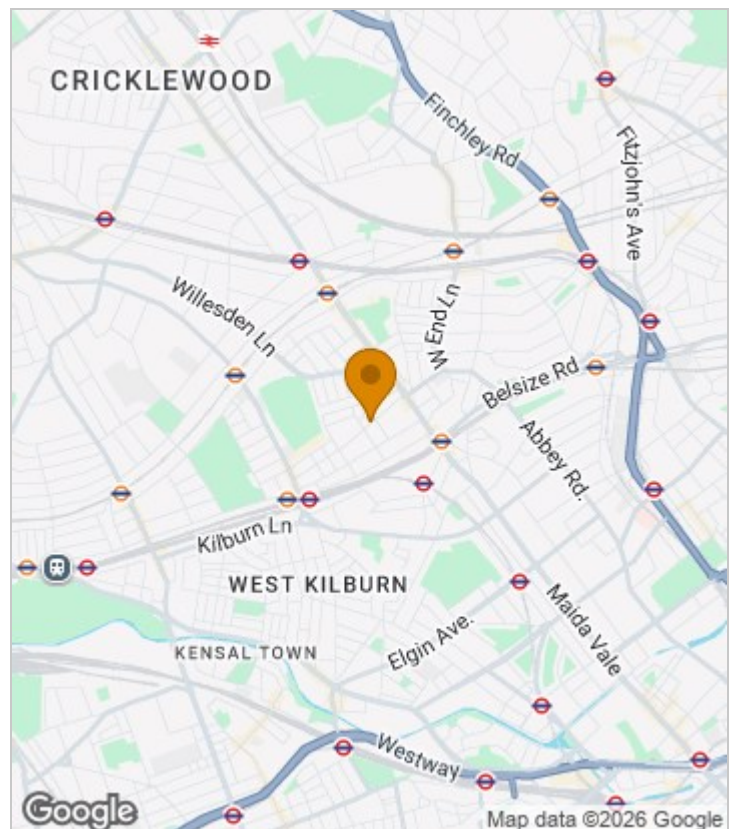 CRICKLEWOOD
Finchley Rd
Fitzjohn's Ave
Willesden Ln
W End Ln
Belsize Rd
Abbey Rd.
Kilburn Ln
WEST KILBURN
Maida Vale
Elgin Ave.
KENSAL TOWN
Westway
Google
Map data ©2026 Google